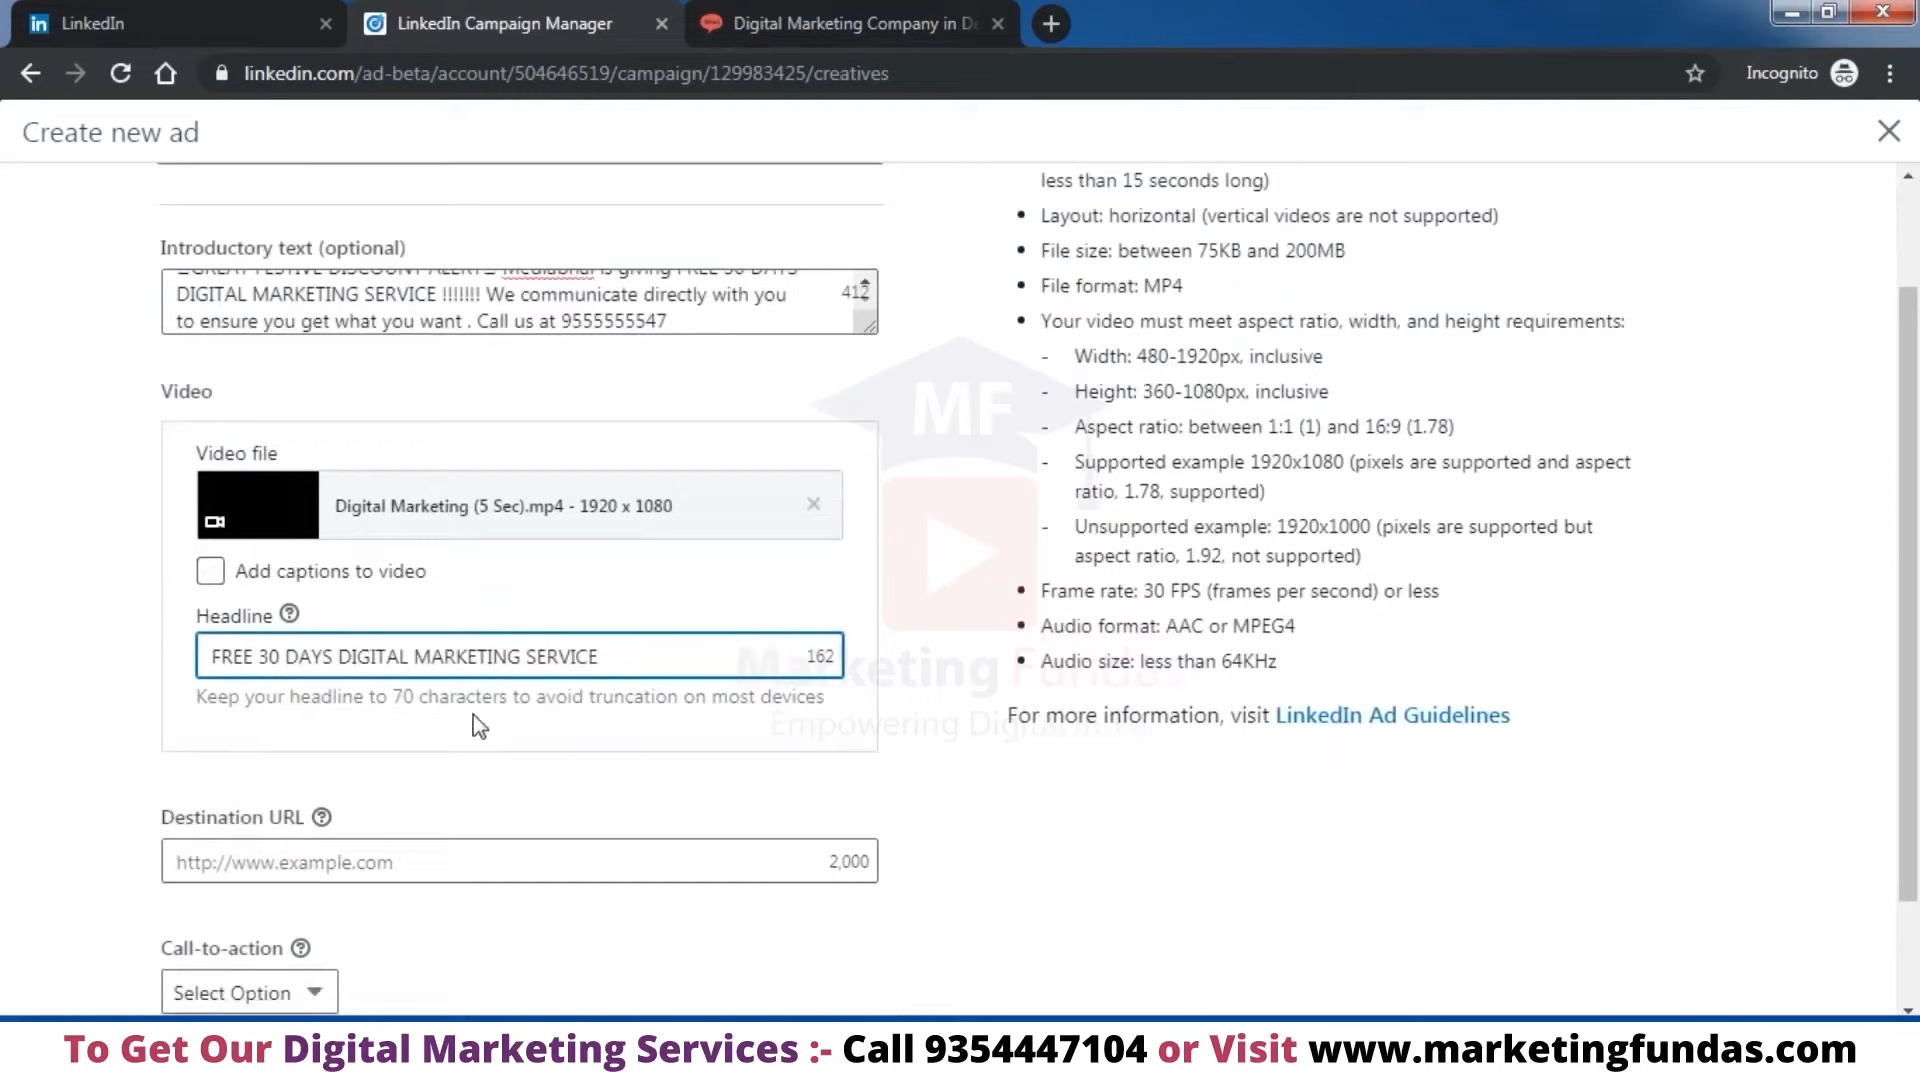 LinkedIn
LinkedIn Campaign Manager
Digital Marketing Company in De
linkedin.com/ad-beta/account/504646519/campaign/129983425/creatives
Incognito
Create new ad
Introductory text (optional)
GREAT FESTIVE DISCOUNT ALERT Mediabhai is giving FREE 30 DAYS
DIGITAL MARKETING SERVICE !!!!!!! We communicate directly with you
to ensure you get what you want . Call us at 9555555547
412
Video
Video file
Digital Marketing (5 Sec).mp4 - 1920 x 1080
Add captions to video
Headline
FREE 30 DAYS DIGITAL MARKETING SERVICE
162
Keep your headline to 70 characters to avoid truncation on most devices
Destination URL
http://www.example.com
2,000
Call-to-action
Select Option
less than 15 seconds long)
• Layout: horizontal (vertical videos are not supported)
• File size: between 75KB and 200MB
• File format: MP4
• Your video must meet aspect ratio, width, and height requirements:
- Width: 480-1920px, inclusive
- Height: 360-1080px, inclusive
- Aspect ratio: between 1:1 (1) and 16:9 (1.78)
- Supported example 1920x1080 (pixels are supported and aspect
ratio, 1.78, supported)
- Unsupported example: 1920x1000 (pixels are supported but
aspect ratio, 1.92, not supported)
• Frame rate: 30 FPS (frames per second) or less
• Audio format: AAC or MPEG4
• Audio size: less than 64KHz
For more information, visit LinkedIn Ad Guidelines
MF
Marketing Fundas
Empowering
To Get Our Digital Marketing Services :- Call 9354447104 or Visit www.marketingfundas.com